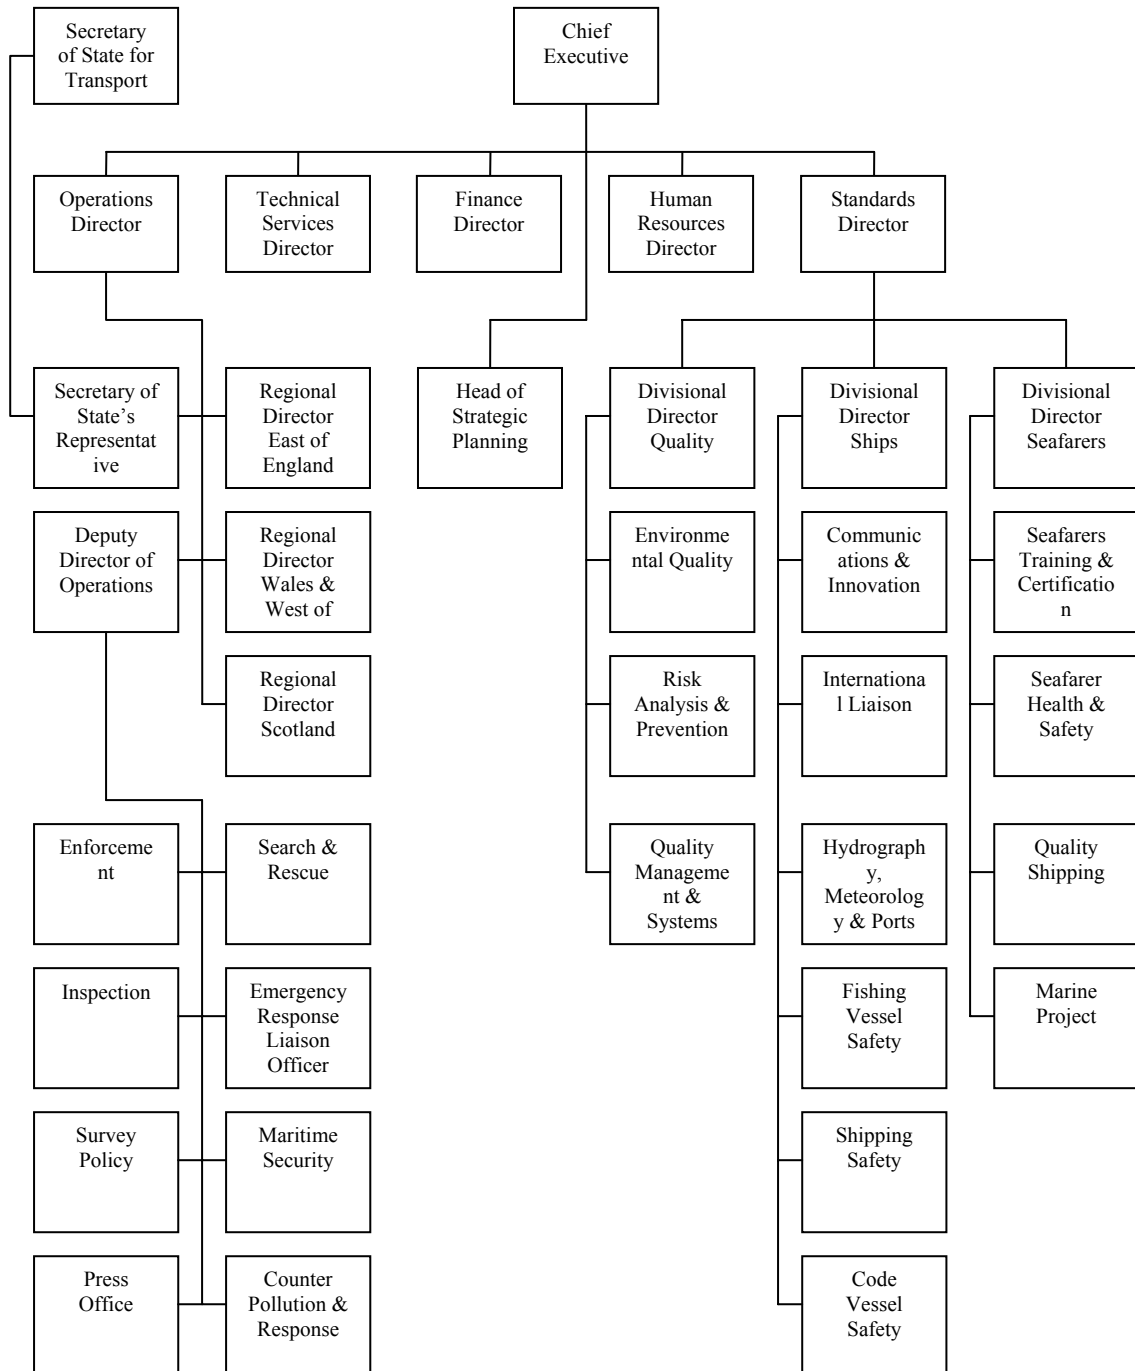 Secretary
of State for
Transport
Chief
Executive
Operations
Director
Technical
Services
Director
Finance
Director
Human
Resources
Director
Standards
Director
Secretary of
State’s
Representat
ive
Regional
Director
East of
England
Head of
Strategic
Planning
Divisional
Director
Quality
Divisional
Director
Ships
Divisional
Director
Seafarers
Deputy
Director of
Operations
Regional
Director
Wales &
West of
Environme
ntal Quality
Communic
ations &
Innovation
Seafarers
Training &
Certificatio
n
Regional
Director
Scotland
Risk
Analysis &
Prevention
Internationa
l Liaison
Seafarer
Health &
Safety
Enforceme
nt
Search &
Rescue
Quality
Manageme
nt &
Systems
Hydrograph
y,
Meteorolog
y & Ports
Quality
Shipping
Inspection
Emergency
Response
Liaison
Officer
Fishing
Vessel
Safety
Marine
Project
Survey
Policy
Maritime
Security
Shipping
Safety
Press
Office
Counter
Pollution &
Response
Code
Vessel
Safety